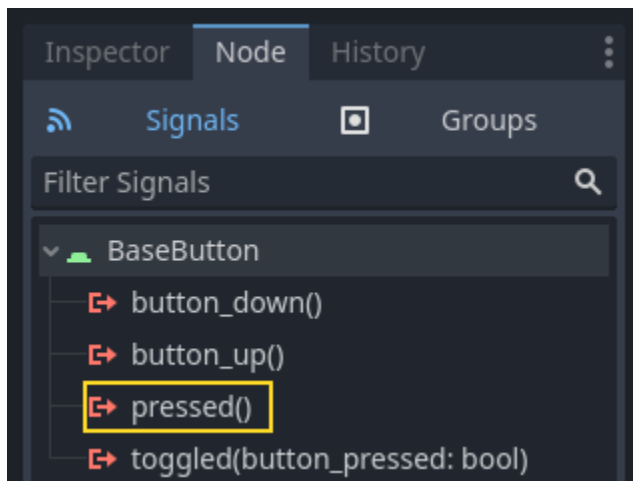 Inspector Node History
Signals Groups
Filter Signals
BaseButton
button_down()
button_up()
pressed()
toggled(button_pressed: bool)